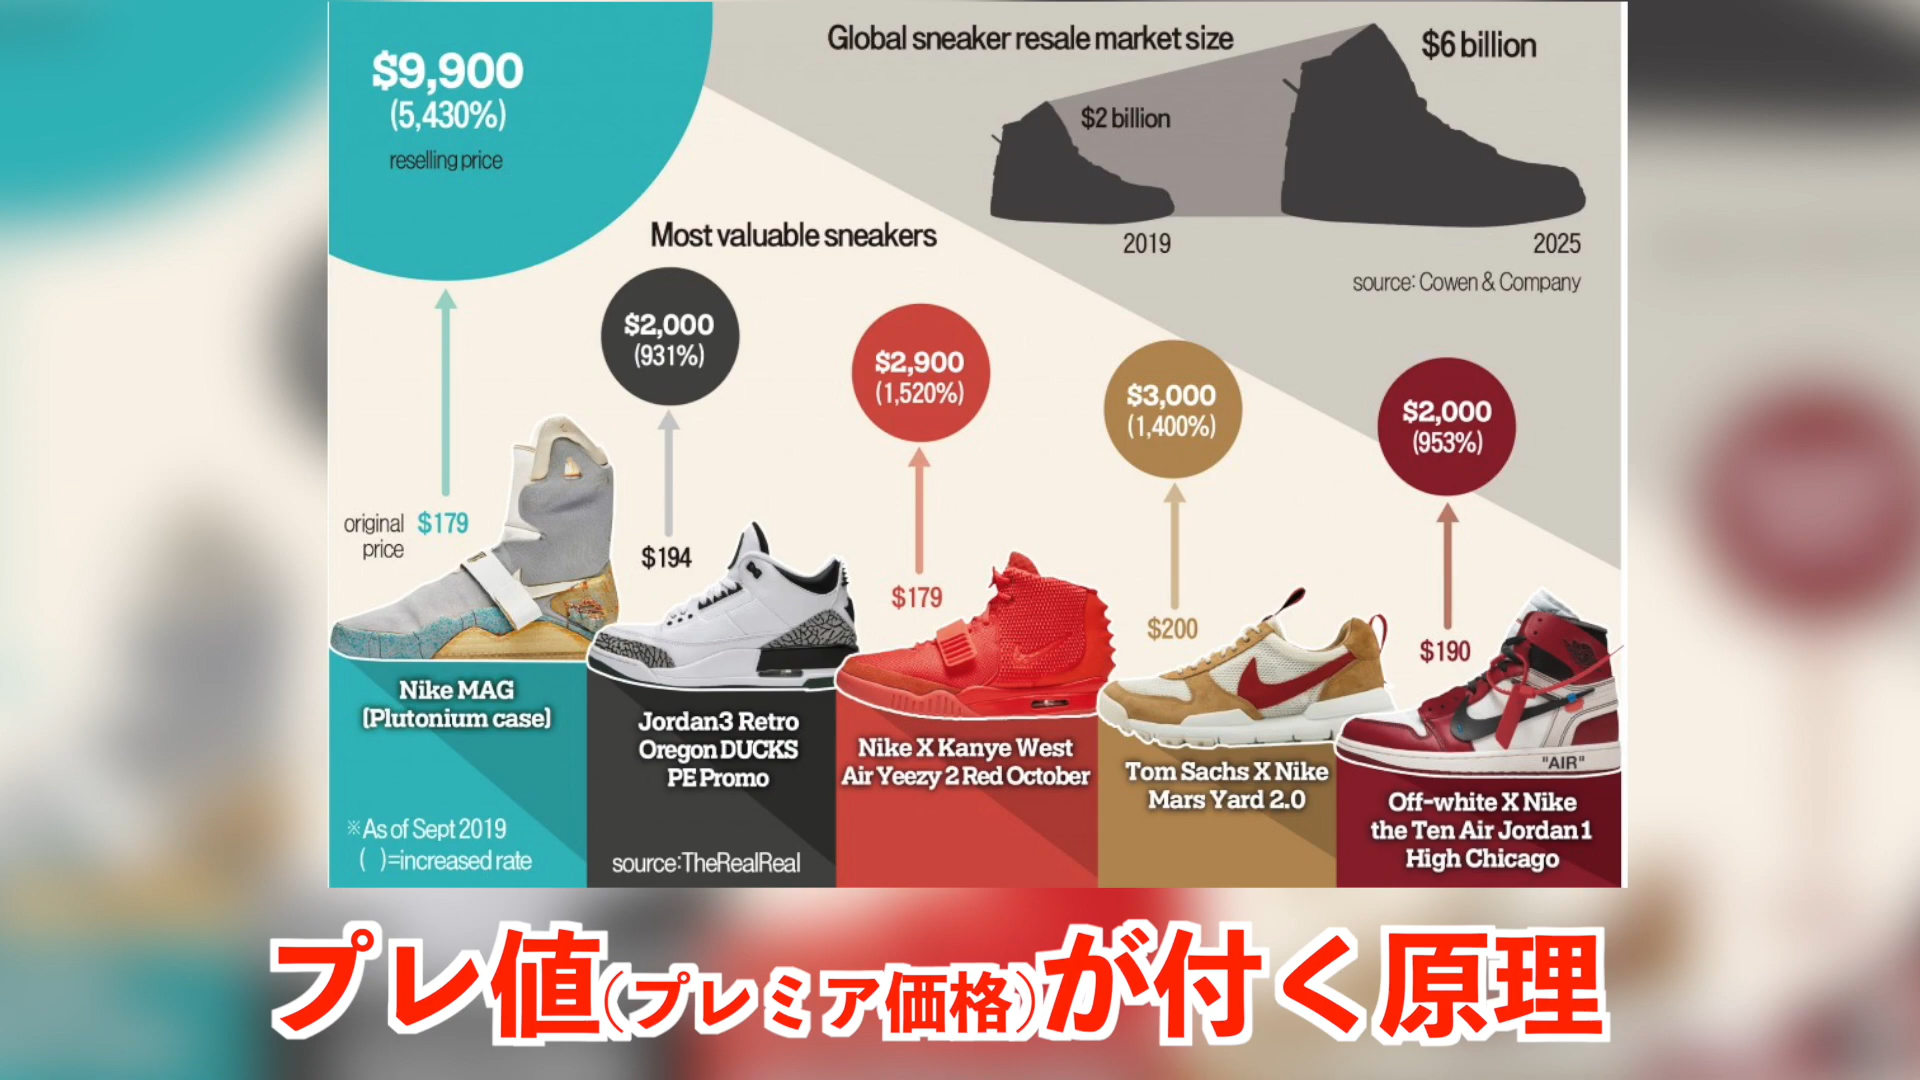 $9,900
(5,430%)
reselling price
Global sneaker resale market size
$6 billion
$2 billion
2019
2025
source: Cowen & Company
Most valuable sneakers
$2,000
(931%)
$2,900
(1,520%)
$3,000
(1,400%)
$2,000
(953%)
original
price
$179
$194
$179
$200
$190
"AIR"
Nike MAG
(Plutonium case)
Jordan3 Retro
Oregon DUCKS
PE Promo
Nike X Kanye West
Air Yeezy 2 Red October
Tom Sachs X Nike
Mars Yard 2.0
Off-white X Nike
the Ten Air Jordan 1
High Chicago
※As of Sept 2019
( )=increased rate
source:TheRealReal
プレ値(プレミア価格)が付く原理